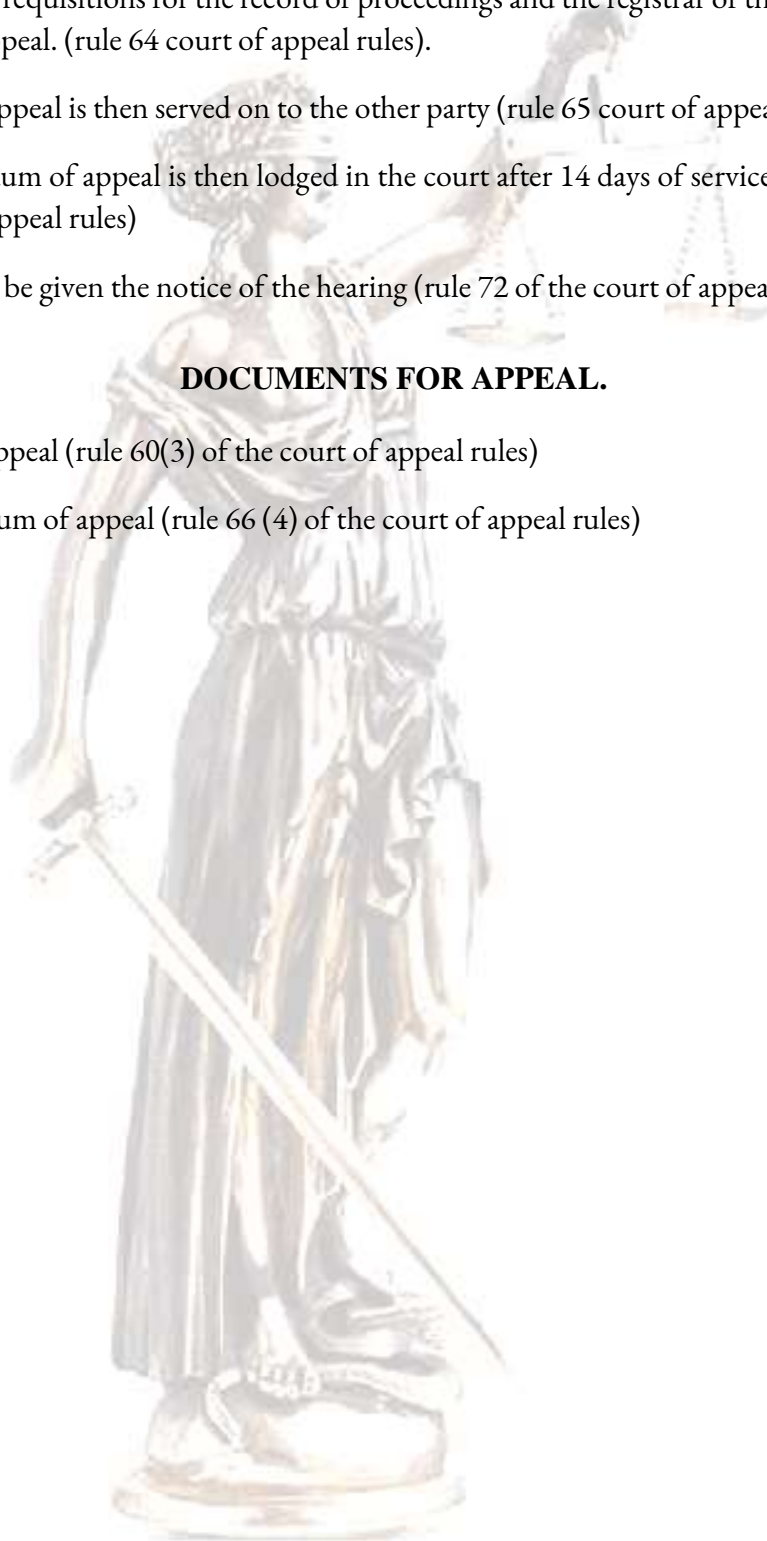 requisitions for the record of proceedings and the registrar of
peal. (rule 64 court of appeal rules).
ppeal is then served on to the other party (rule 65 court of appea
um of appeal is then lodged in the court after 14 days of service
ppeal rules)
be given the notice of the hearing (rule 72 of the court of appea
DOCUMENTS FOR APPEAL.
ppeal (rule 60(3) of the court of appeal rules)
um of appeal (rule 66 (4) of the court of appeal rules)